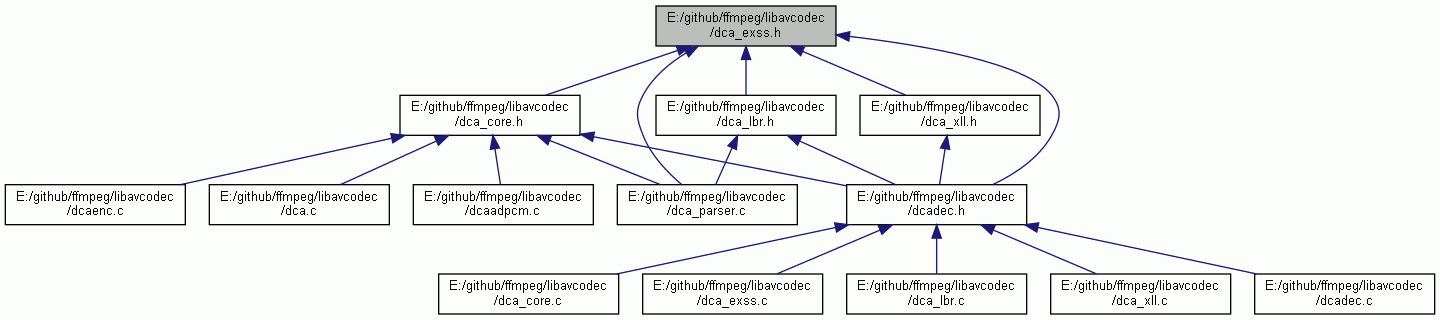 E:/github/ffmpeg/libavcodec
/dca_exss.h
E:/github/ffmpeg/libavcodec
/dca_core.h
E:/github/ffmpeg/libavcodec
/dca_lbr.h
E:/github/ffmpeg/libavcodec
/dca_xll.h
E:/github/ffmpeg/libavcodec
/dcaenc.c
E:/github/ffmpeg/libavcodec
/dca.c
E:/github/ffmpeg/libavcodec
/dcaadpcm.c
E:/github/ffmpeg/libavcodec
/dca_parser.c
E:/github/ffmpeg/libavcodec
/dcadec.h
E:/github/ffmpeg/libavcodec
/dca_core.c
E:/github/ffmpeg/libavcodec
/dca_exss.c
E:/github/ffmpeg/libavcodec
/dca_lbr.c
E:/github/ffmpeg/libavcodec
/dca_xll.c
E:/github/ffmpeg/libavcodec
/dcadec.c